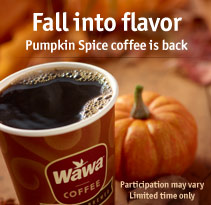 Fall into flavor
Pumpkin Spice coffee is back
Wawa
COFFEE
Participation may vary
Limited time only